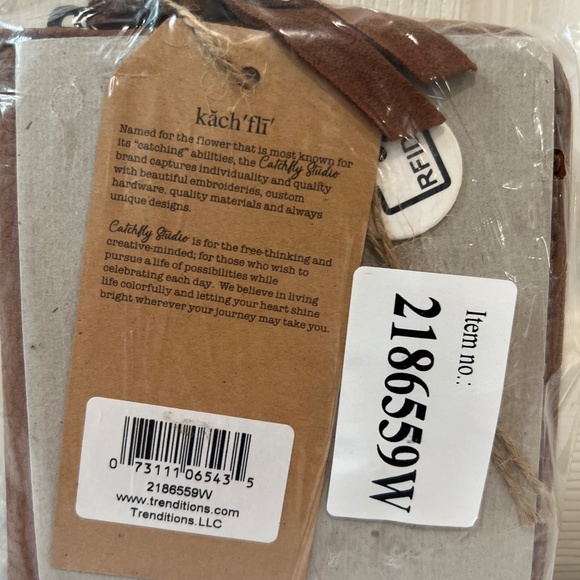 kăch′flī′
Named for the flower that is most known for
its "catching" abilities, the Catchfly Studio
brand captures individuality and quality
with beautiful embroideries, custom
hardware, quality materials and always
unique designs.
Catchfly Studio is for the free-thinking and
creative-minded; for those who wish to
pursue a life of possibilities while
celebrating each day. We believe in living
life colorfully and letting your heart shine
bright wherever your journey may take you.
0 73111 06543 5
2186559W
www.trenditions.com
Trenditions.LLC
RFID
Item no.:
2186559W